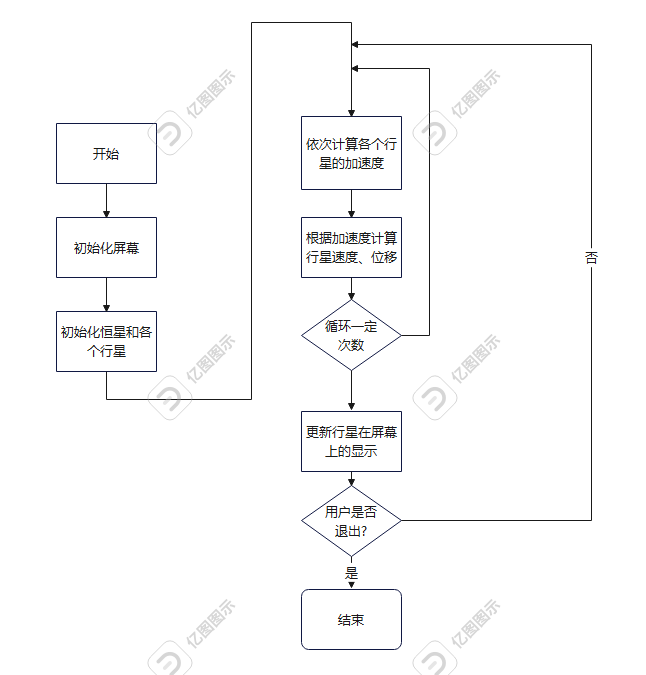 开始
初始化屏幕
初始化恒星和各
个行星
依次计算各个行
星的加速度
根据加速度计算
行星速度、位移
循环一定
次数
更新行星在屏幕
上的显示
用户是否
退出?
否
是
结束
亿图图示
亿图图示
亿图图示
亿图图示
亿图图示
亿图图示